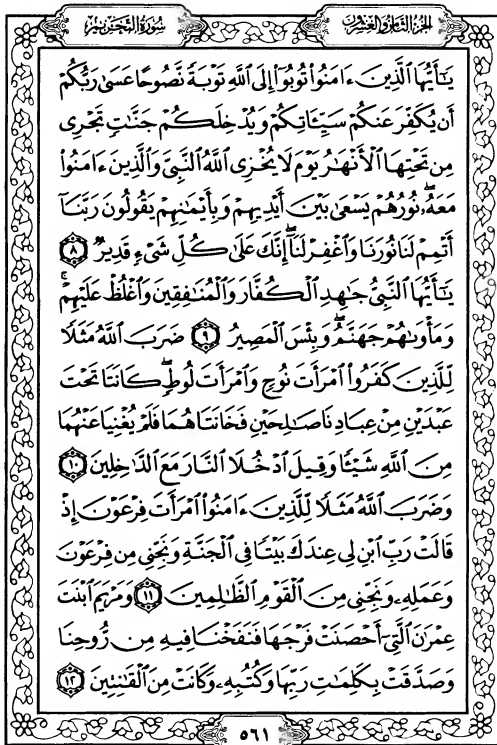 الجزء الثامن والعشرون
سورة التحريم
يَٰٓأَيُّهَا ٱلَّذِينَ ءَامَنُوا۟ تُوبُوٓا۟ إِلَى ٱللَّهِ تَوْبَةً نَّصُوحًا عَسَىٰ رَبُّكُمْ
أَن يُكَفِّرَ عَنكُمْ سَيِّـَٔاتِكُمْ وَيُدْخِلَكُمْ جَنَّٰتٍ تَجْرِى
مِن تَحْتِهَا ٱلْأَنْهَٰرُ يَوْمَ لَا يُخْزِى ٱللَّهُ ٱلنَّبِىَّ وَٱلَّذِينَ ءَامَنُوا۟
مَعَهُۥ ۖ نُورُهُمْ يَسْعَىٰ بَيْنَ أَيْدِيهِمْ وَبِأَيْمَٰنِهِمْ يَقُولُونَ رَبَّنَآ
أَتْمِمْ لَنَا نُورَنَا وَٱغْفِرْ لَنَآ ۖ إِنَّكَ عَلَىٰ كُلِّ شَىْءٍ قَدِيرٌ ٨
يَٰٓأَيُّهَا ٱلنَّبِىُّ جَٰهِدِ ٱلْكُفَّارَ وَٱلْمُنَٰفِقِينَ وَٱغْلُظْ عَلَيْهِمْ ۚ
وَمَأْوَىٰهُمْ جَهَنَّمُ ۖ وَبِئْسَ ٱلْمَصِيرُ ٩ ضَرَبَ ٱللَّهُ مَثَلًا
لِّلَّذِينَ كَفَرُوا۟ ٱمْرَأَتَ نُوحٍ وَٱمْرَأَتَ لُوطٍ ۖ كَانَتَا تَحْتَ
عَبْدَيْنِ مِنْ عِبَادِنَا صَٰلِحَيْنِ فَخَانَتَاهُمَا فَلَمْ يُغْنِيَا عَنْهُمَا
مِنَ ٱللَّهِ شَيْـًٔا وَقِيلَ ٱدْخُلَا ٱلنَّارَ مَعَ ٱلدَّٰخِلِينَ ١٠
وَضَرَبَ ٱللَّهُ مَثَلًا لِّلَّذِينَ ءَامَنُوا۟ ٱمْرَأَتَ فِرْعَوْنَ إِذْ
قَالَتْ رَبِّ ٱبْنِ لِى عِندَكَ بَيْتًا فِى ٱلْجَنَّةِ وَنَجِّنِى مِن فِرْعَوْنَ
وَعَمَلِهِۦ وَنَجِّنِى مِنَ ٱلْقَوْمِ ٱلظَّٰلِمِينَ ١١ وَمَرْيَمَ ٱبْنَتَ
عِمْرَٰنَ ٱلَّتِىٓ أَحْصَنَتْ فَرْجَهَا فَنَفَخْنَا فِيهِ مِن رُّوحِنَا
وَصَدَّقَتْ بِكَلِمَٰتِ رَبِّهَا وَكُتُبِهِۦ وَكَانَتْ مِنَ ٱلْقَٰنِتِينَ ١٢
٥٦١